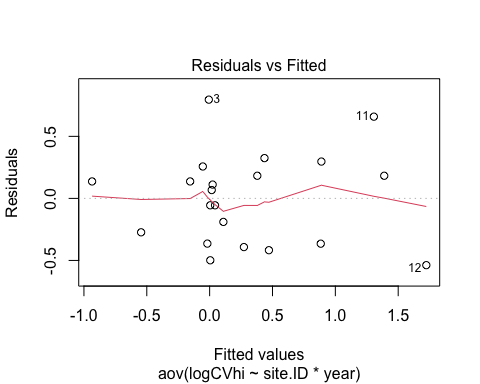 Residuals vs Fitted
Residuals
0.5
0.0
-0.5
3
11
12
-1.0 -0.5 0.0 0.5 1.0 1.5
Fitted values
aov(logCVhi ~ site.ID * year)